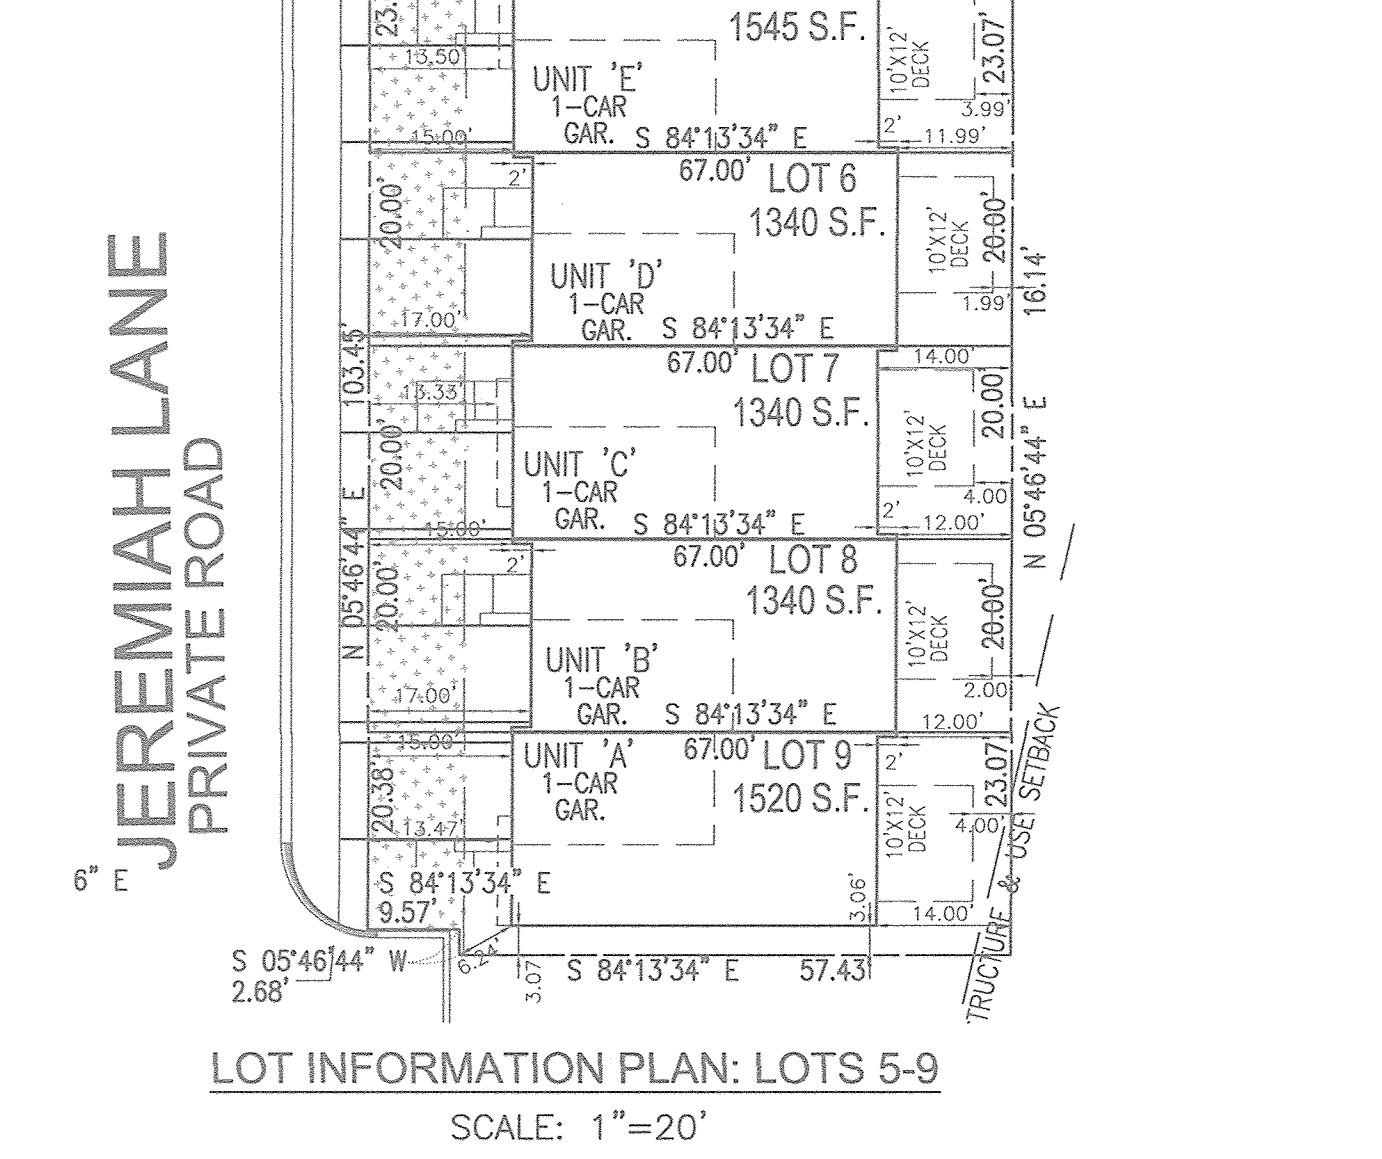 23.
1545 S.F.
13.50'
UNIT 'E'
1-CAR
GAR.
10'X12'
DECK
23.07'
3.99'
15.00'
S 84°13'34" E
2'
11.99'
67.00'
LOT 6
1340 S.F.
2'
20.00'
10'X12'
DECK
20.00'
1.99'
16.14'
UNIT 'D'
1-CAR
GAR.
17.00'
S 84°13'34" E
67.00'
LOT 7
1340 S.F.
14.00'
103.45'
13.33'
20.00'
10'X12'
DECK
20.00'
4.00
UNIT 'C'
1-CAR
GAR.
15.00'
S 84°13'34" E
2'
12.00'
N 05°46'44" E
N 05°46'44" E
67.00'
LOT 8
1340 S.F.
2'
20.00'
10'X12'
DECK
20.00'
2.00
UNIT 'B'
1-CAR
GAR.
17.00'
S 84°13'34" E
12.00'
15.00'
UNIT 'A'
1-CAR
GAR.
67.00'
LOT 9
1520 S.F.
2'
23.07
20.38'
13.47'
10'X12'
DECK
4.00'
S 84°13'34" E
9.57'
3.06'
14.00'
JEREMIAH LANE
PRIVATE ROAD
6" E
S 05°46'44" W
2.68'
6.24'
3.07
S 84°13'34" E
57.43'
TRUCTURE & USE SETBACK
LOT INFORMATION PLAN: LOTS 5-9
SCALE: 1"=20'